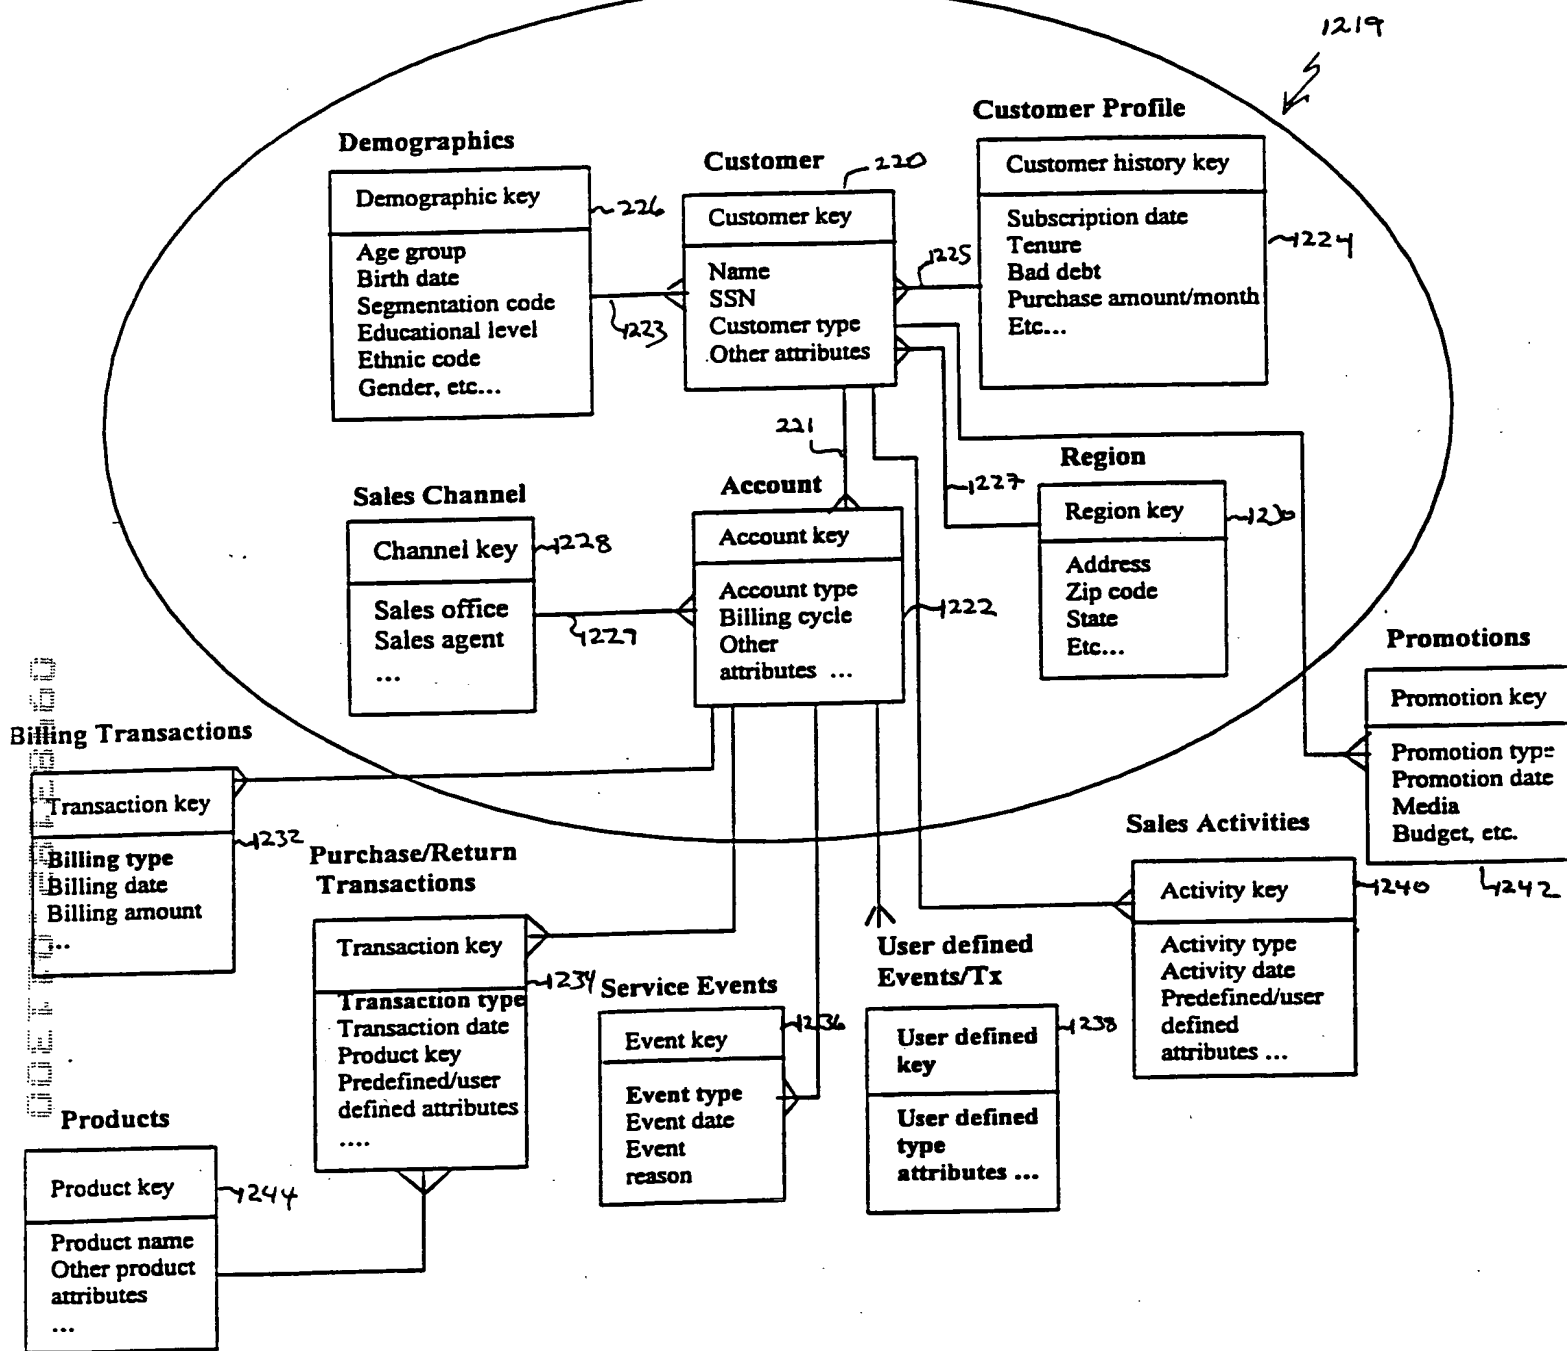 1219
Customer Profile
Customer history key
Subscription date
Tenure
Bad debt
Purchase amount/month
Etc...
1224
Demographics
Demographic key
226
Age group
Birth date
Segmentation code
Educational level
Ethnic code
Gender, etc...
1223
Customer
220
Customer key
Name
SSN
Customer type
Other attributes
1225
221
1227
Region
Region key
1230
Address
Zip code
State
Etc...
Sales Channel
Channel key
1228
Sales office
Sales agent
...
1229
Account
Account key
Account type
Billing cycle
Other
attributes ...
1222
Promotions
Promotion key
Promotion type
Promotion date
Media
Budget, etc.
1242
Billing Transactions
Transaction key
1232
Billing type
Billing date
Billing amount
...
Purchase/Return
Transactions
Transaction key
1234
Transaction type
Transaction date
Product key
Predefined/user
defined attributes
....
Service Events
Event key
1236
Event type
Event date
Event
reason
User defined
Events/Tx
User defined
key
1238
User defined
type
attributes ...
Sales Activities
Activity key
1240
Activity type
Activity date
Predefined/user
defined
attributes ...
Products
Product key
1244
Product name
Other product
attributes
...